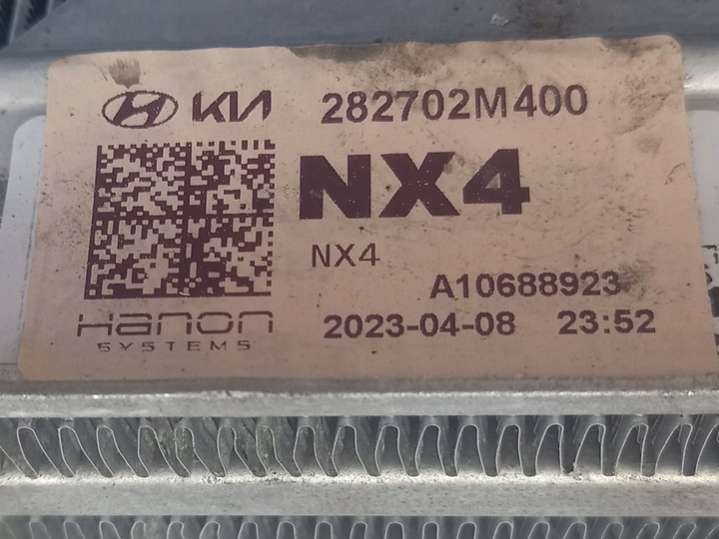 KIA 282702M400
NX4
NX4
A10688923
Hanon
SYSTEMS
2023-04-08 23:52